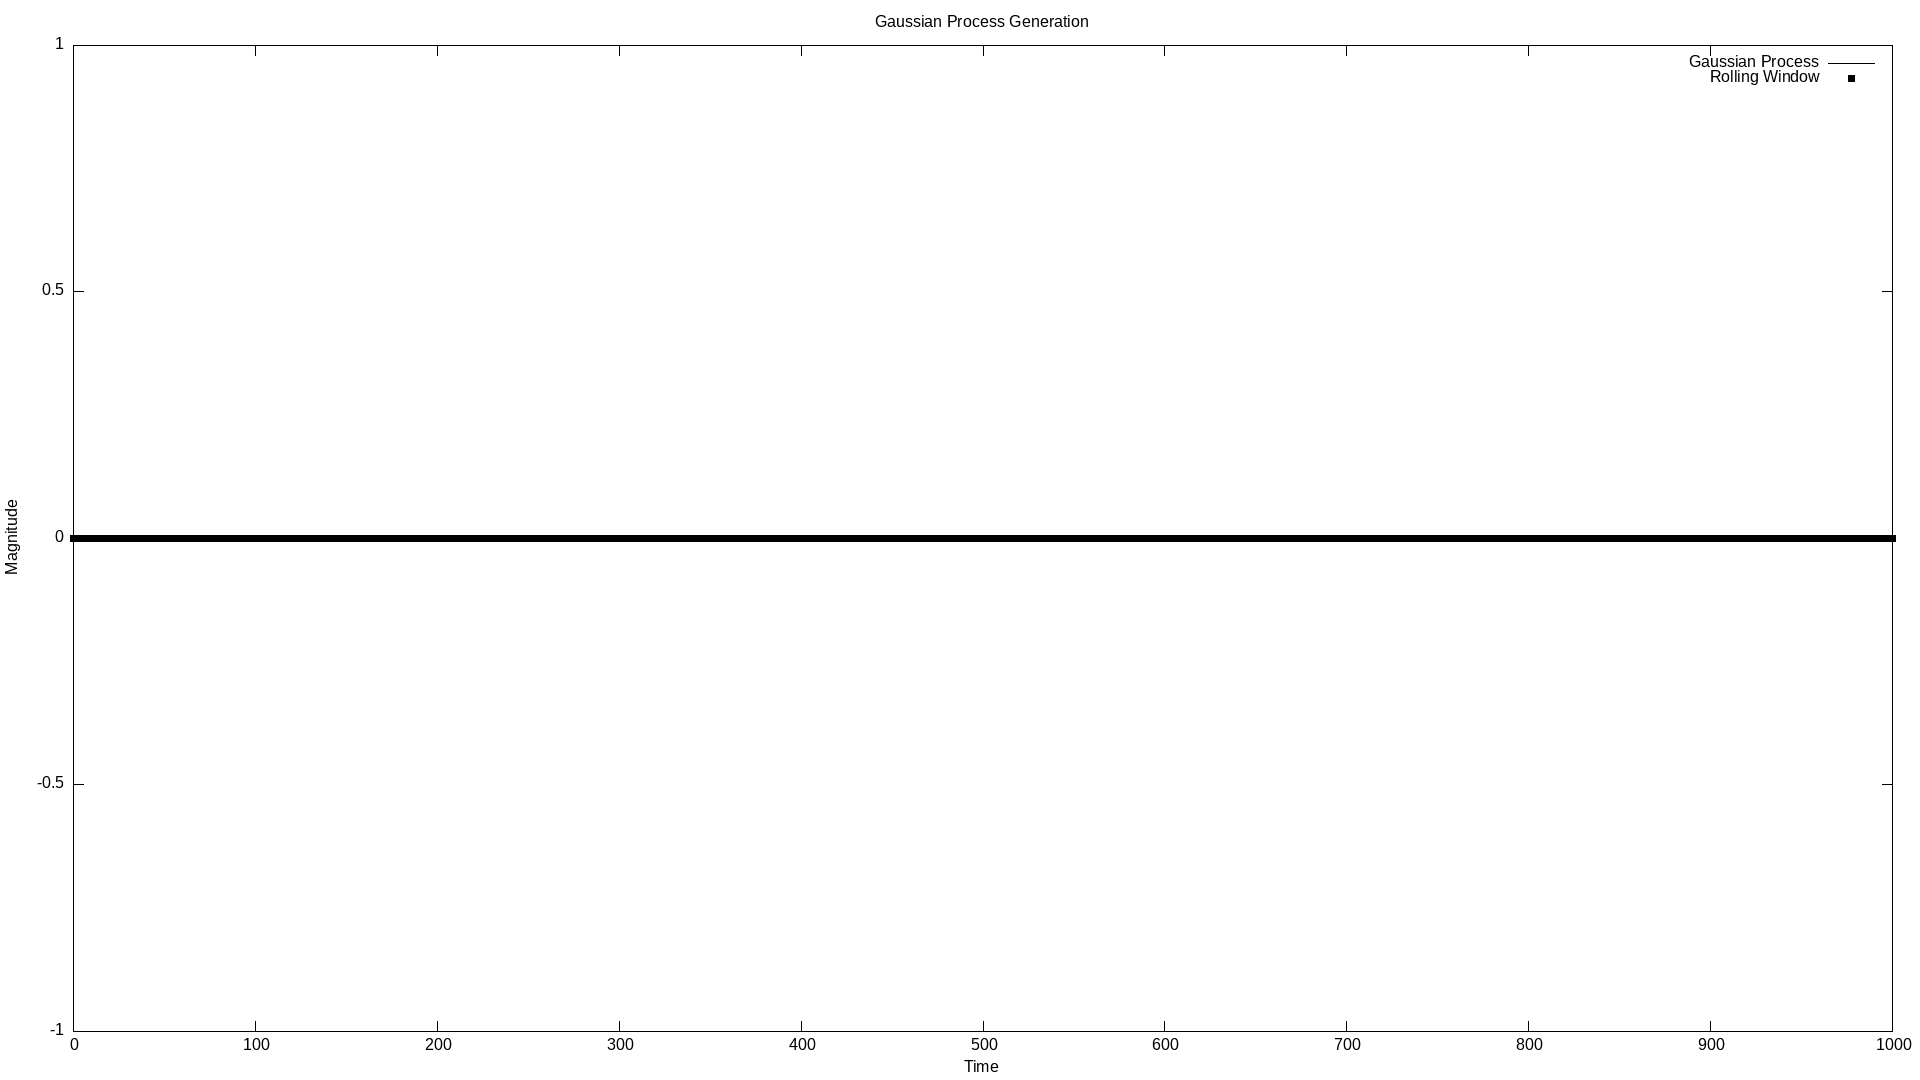 Gaussian Process Generation
1
Gaussian Process
Rolling Window
0.5
Magnitude
0
-0.5
-1
0 100 200 300 400 500 600 700 800 900 1000
Time